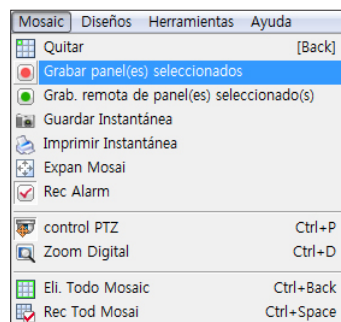 Mosaic Diseños Herramientas Ayuda
Quitar [Back]
Grabar panel(es) seleccionados
Grab. remota de panel(es) seleccionado(s)
Guardar Instantánea
Imprimir Instantánea
Expan Mosai
Rec Alarm
control PTZ Ctrl+P
Zoom Digital Ctrl+D
Eli. Todo Mosaic Ctrl+Back
Rec Tod Mosai Ctrl+Space